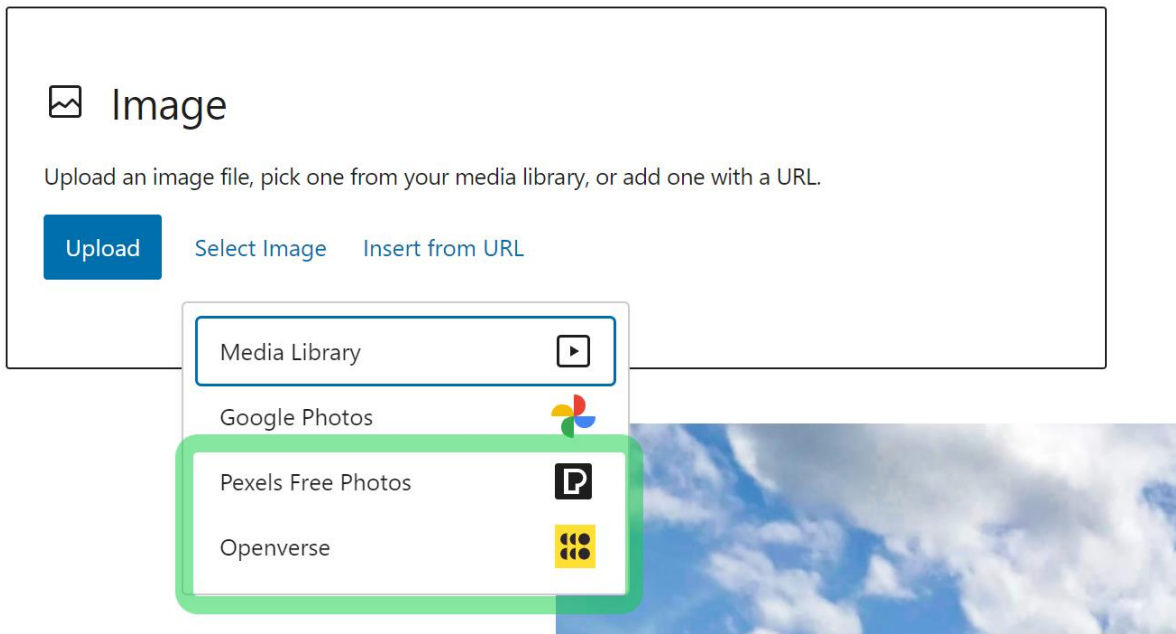 Image
Upload an image file, pick one from your media library, or add one with a URL.
Upload Select Image Insert from URL
Media Library
Google Photos
Pexels Free Photos
Openverse